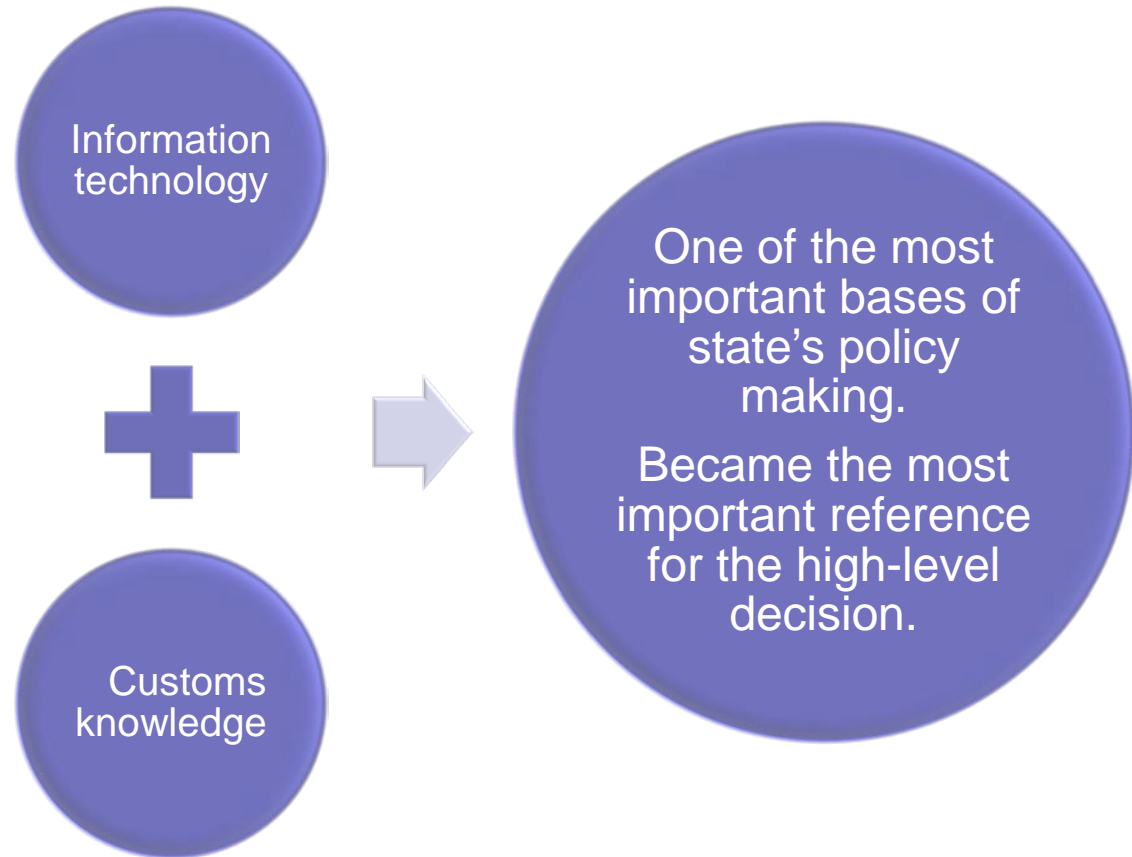 Information
technology
Customs
knowledge
One of the most
important bases of
state’s policy
making.
Became the most
important reference
for the high-level
decision.